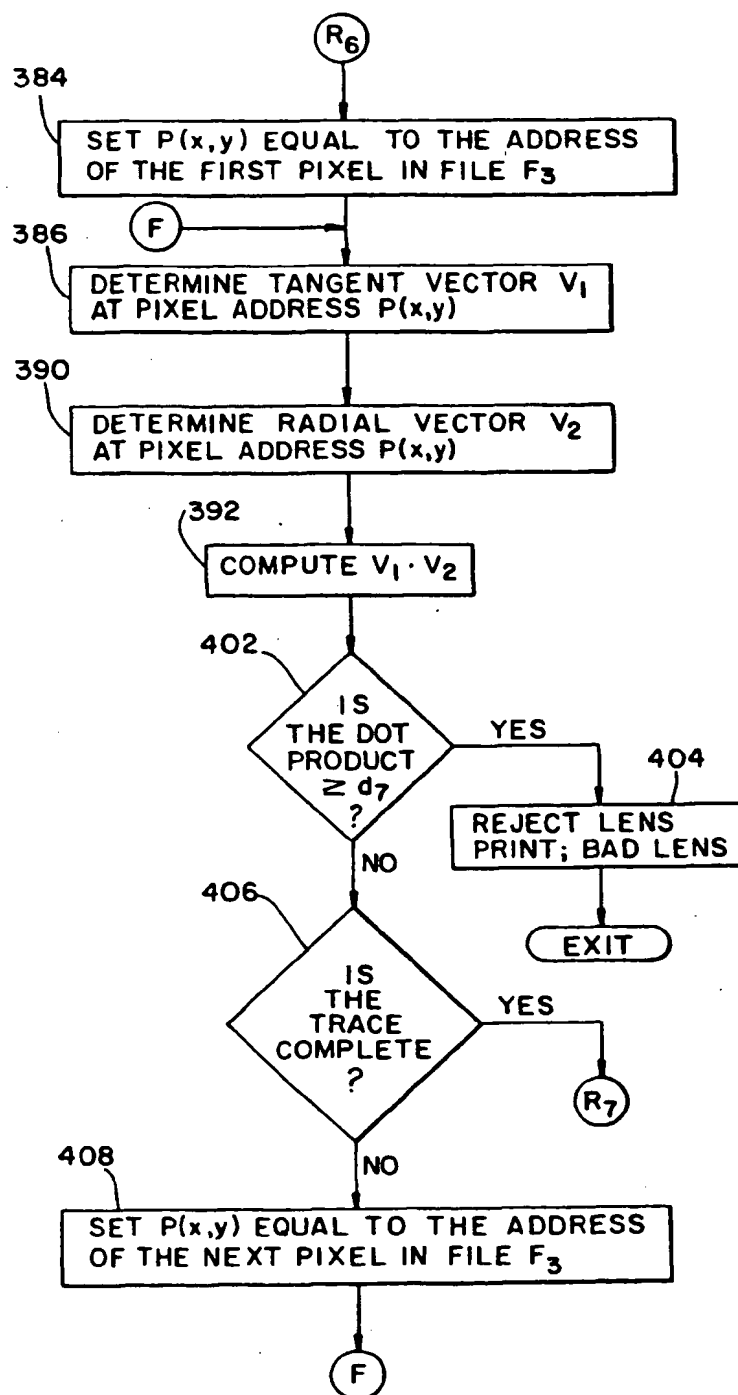 R₆
384
SET P(x,y) EQUAL TO THE ADDRESS
OF THE FIRST PIXEL IN FILE F₃
F
386
DETERMINE TANGENT VECTOR V₁
AT PIXEL ADDRESS P(x,y)
390
DETERMINE RADIAL VECTOR V₂
AT PIXEL ADDRESS P(x,y)
392
COMPUTE V₁ · V₂
402
IS
THE DOT
PRODUCT
≥ d₇
?
YES
404
REJECT LENS
PRINT; BAD LENS
EXIT
NO
406
IS
THE
TRACE
COMPLETE
?
YES
R₇
NO
408
SET P(x,y) EQUAL TO THE ADDRESS
OF THE NEXT PIXEL IN FILE F₃
F